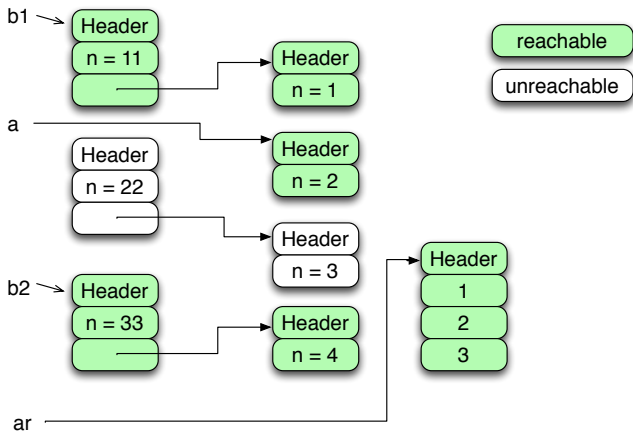 b1
Header
n = 11
Header
n = 1
a
Header
n = 2
Header
n = 22
Header
n = 3
b2
Header
n = 33
Header
n = 4
Header
1
2
3
ar
reachable
unreachable